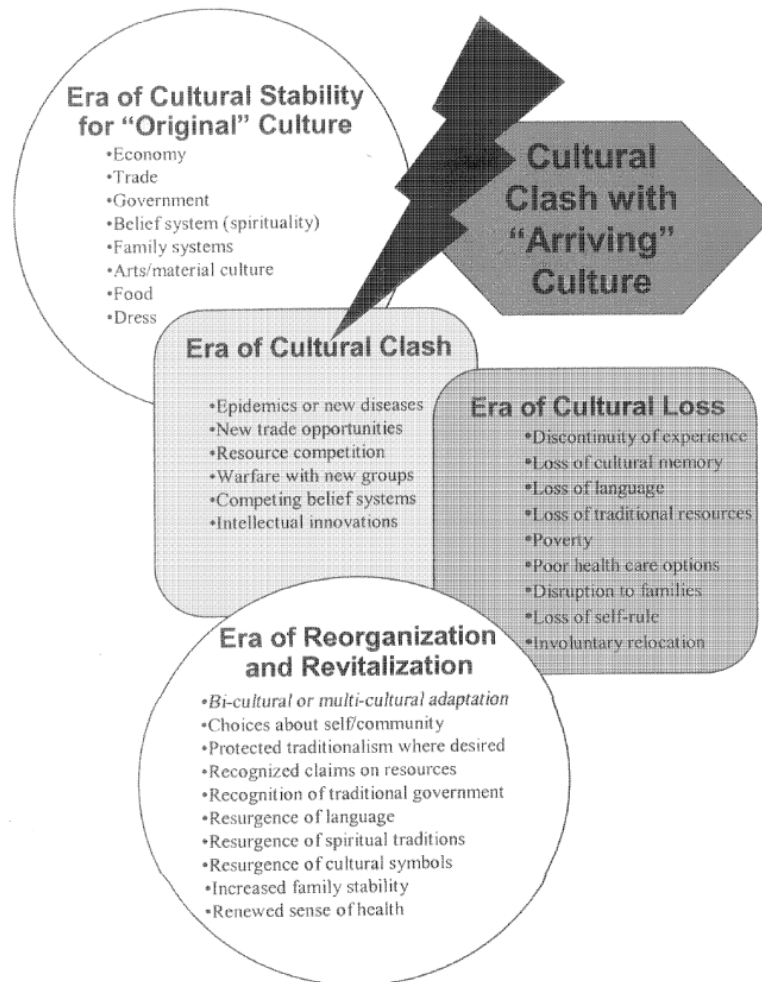 Era of Cultural Stability
for “Original” Culture
•Economy
•Trade
•Government
•Belief system (spirituality)
•Family systems
•Arts/material culture
•Food
•Dress
Cultural
Clash with
“Arriving”
Culture
Era of Cultural Clash
•Epidemics or new diseases
•New trade opportunities
•Resource competition
•Warfare with new groups
•Competing belief systems
•Intellectual innovations
Era of Cultural Loss
•Discontinuity of experience
•Loss of cultural memory
•Loss of language
•Loss of traditional resources
•Poverty
•Poor health care options
•Disruption to families
•Loss of self-rule
•Involuntary relocation
Era of Reorganization
and Revitalization
•Bi-cultural or multi-cultural adaptation
•Choices about self/community
•Protected traditionalism where desired
•Recognized claims on resources
•Recognition of traditional government
•Resurgence of language
•Resurgence of spiritual traditions
•Resurgence of cultural symbols
•Increased family stability
•Renewed sense of health